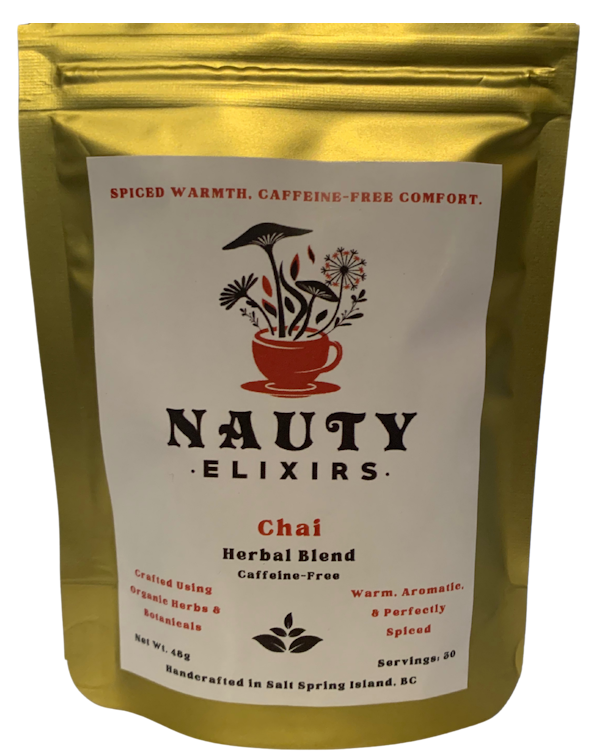 SPICED WARMTH. CAFFEINE-FREE COMFORT.
NAUTY
·ELIXIRS·
Chai
Herbal Blend
Caffeine-Free
Crafted Using
Organic Herbs &
Botanicals
Warm. Aromatic.
& Perfectly
Spiced
Net Wt. 48g
Servings: 30
Handcrafted in Salt Spring Island, BC